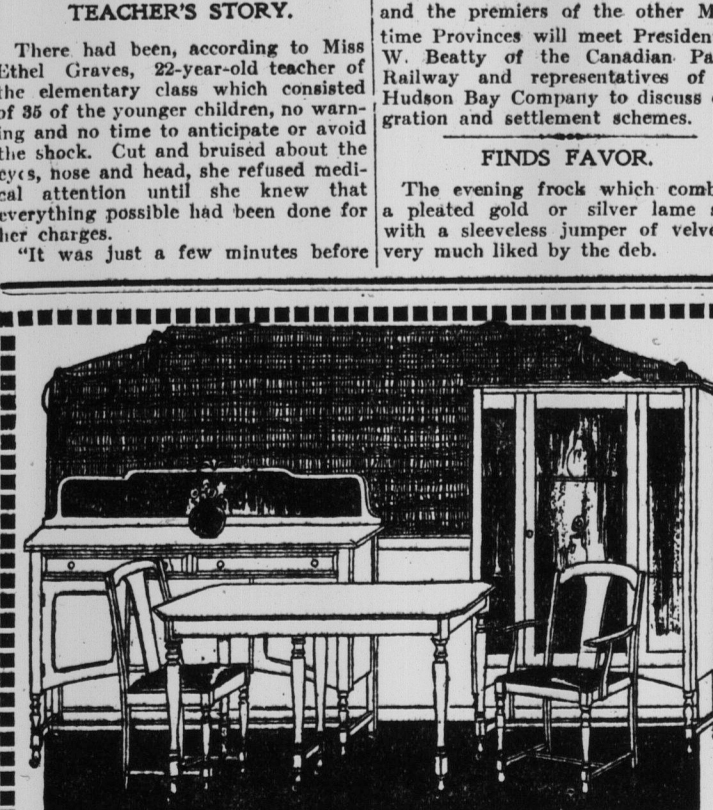 TEACHER'S STORY.
There had been, according to Miss
Ethel Graves, 22-year-old teacher of
the elementary class which consisted
of 35 of the younger children, no warn-
ing and no time to anticipate or avoid
the shock. Cut and bruised about the
eyes, nose and head, she refused medi-
cal attention until she knew that
everything possible had been done for
her charges.
"It was just a few minutes before
and the premiers of the other M
time Provinces will meet Presiden
W. Beatty of the Canadian Pa
Railway and representatives of
Hudson Bay Company to discuss
gration and settlement schemes.
FINDS FAVOR.
The evening frock which comb
a pleated gold or silver lame
with a sleeveless jumper of velve
very much liked by the deb.